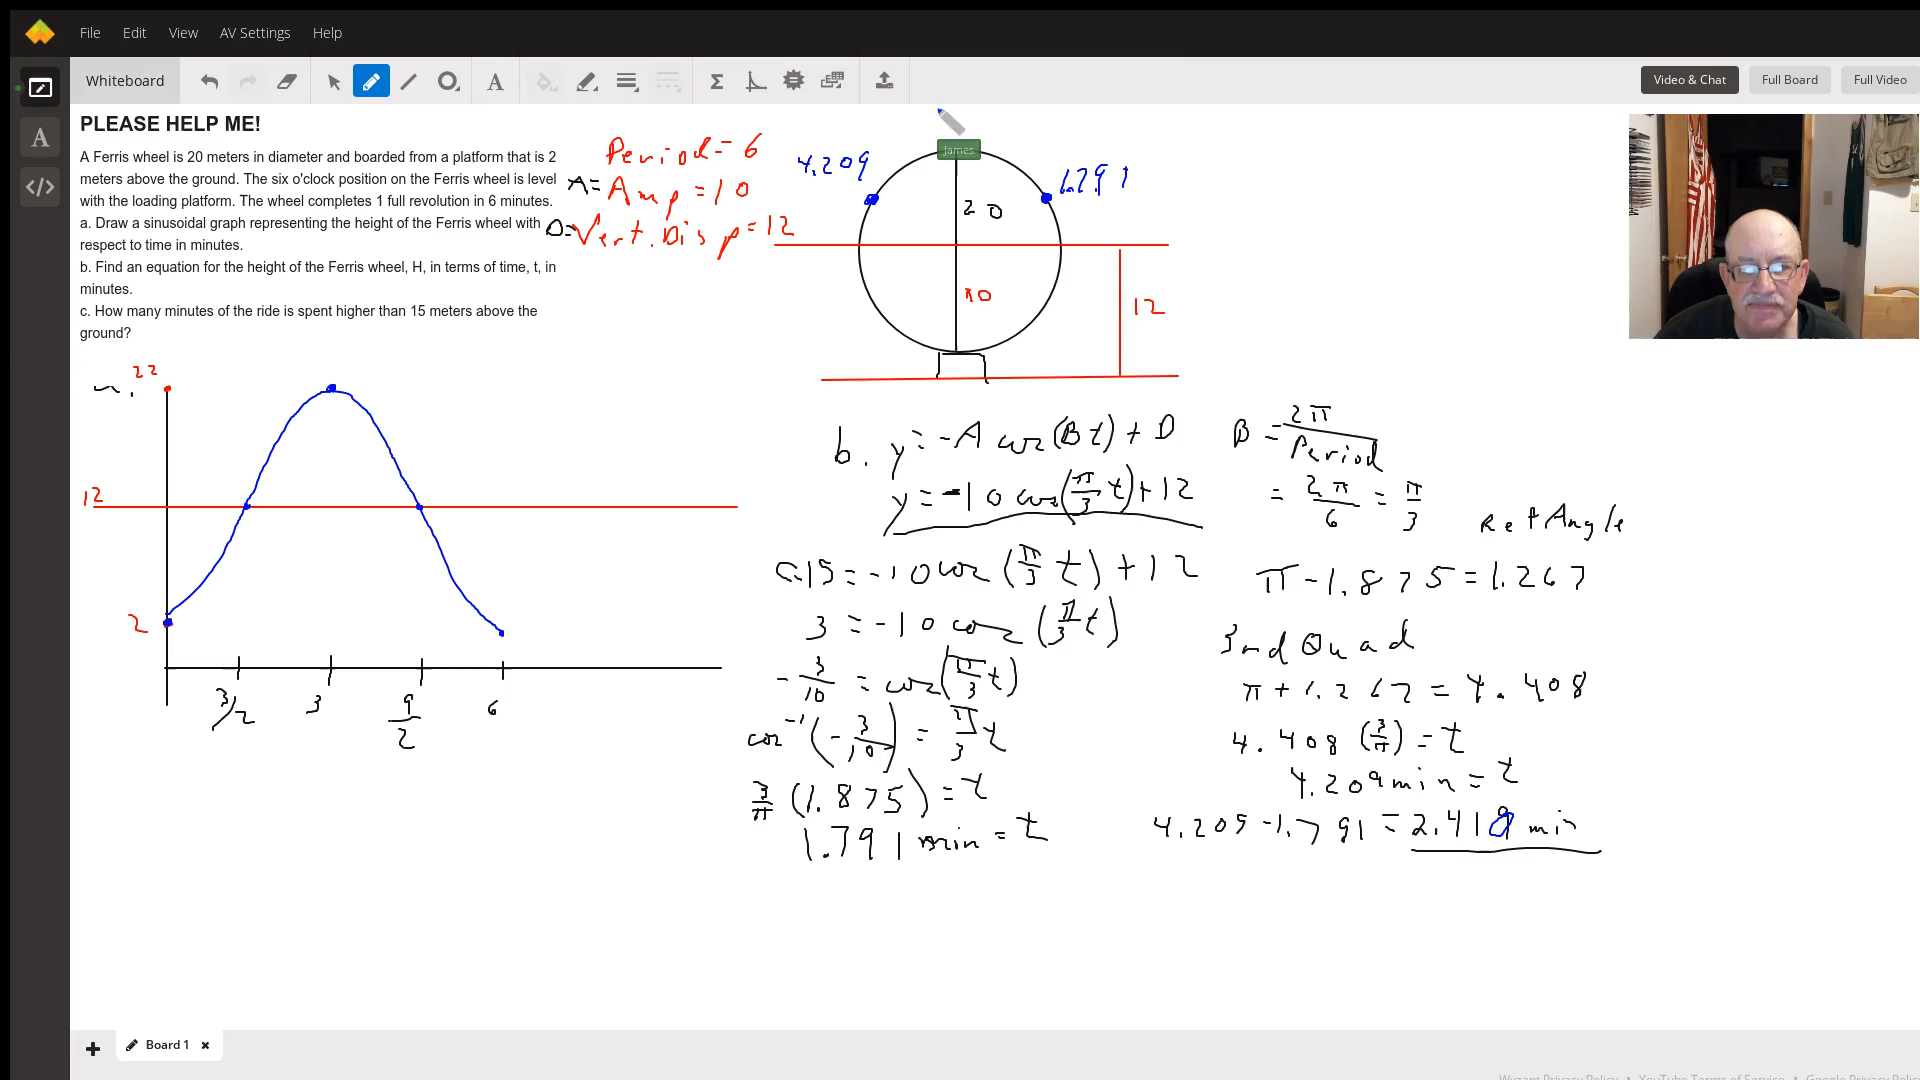 File Edit View AV Settings Help
Whiteboard
A
Σ
Video & Chat Full Board Full Video
A
</>
PLEASE HELP ME!
A Ferris wheel is 20 meters in diameter and boarded from a platform that is 2
meters above the ground. The six o'clock position on the Ferris wheel is level
with the loading platform. The wheel completes 1 full revolution in 6 minutes.
a. Draw a sinusoidal graph representing the height of the Ferris wheel with
respect to time in minutes.
b. Find an equation for the height of the Ferris wheel, H, in terms of time, t, in
minutes.
c. How many minutes of the ride is spent higher than 15 meters above the
ground?
Period = 6
A = Amp = 10
D = Vert. Disp = 12
James
4.209
1.791
20
10
12
22
12
2
3/2 3 9/2 6
b. y = -A cos(Bt) + D
y = -10 cos(π/3 t) + 12
c. 15 = -10 cos(π/3 t) + 12
3 = -10 cos(π/3 t)
-3/10 = cos(π/3 t)
cos⁻¹(-3/10) = π/3 t
3/π (1.875) = t
1.791 min = t
B = 2π/Period
= 2π/6 = π/3
Ref Angle
π - 1.875 = 1.267
3rd Quad
π + 1.267 = 4.408
4.408 (3/π) = t
4.209 min = t
4.209 - 1.791 = 2.418 min
Board 1 ×